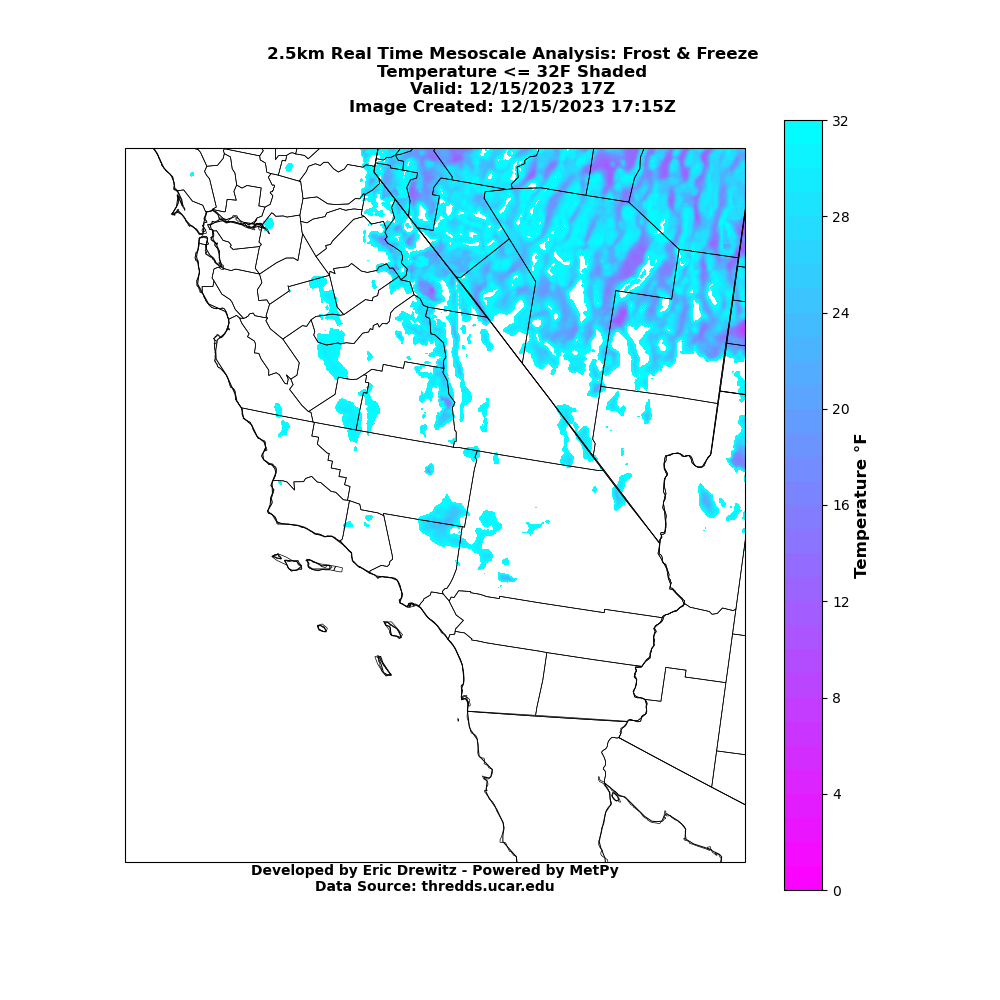 2.5km Real Time Mesoscale Analysis: Frost & Freeze
Temperature <= 32F Shaded
Valid: 12/15/2023 17Z
Image Created: 12/15/2023 17:15Z
32
28
24
20
16
12
8
4
0
Temperature °F
Developed by Eric Drewitz - Powered by MetPy
Data Source: thredds.ucar.edu